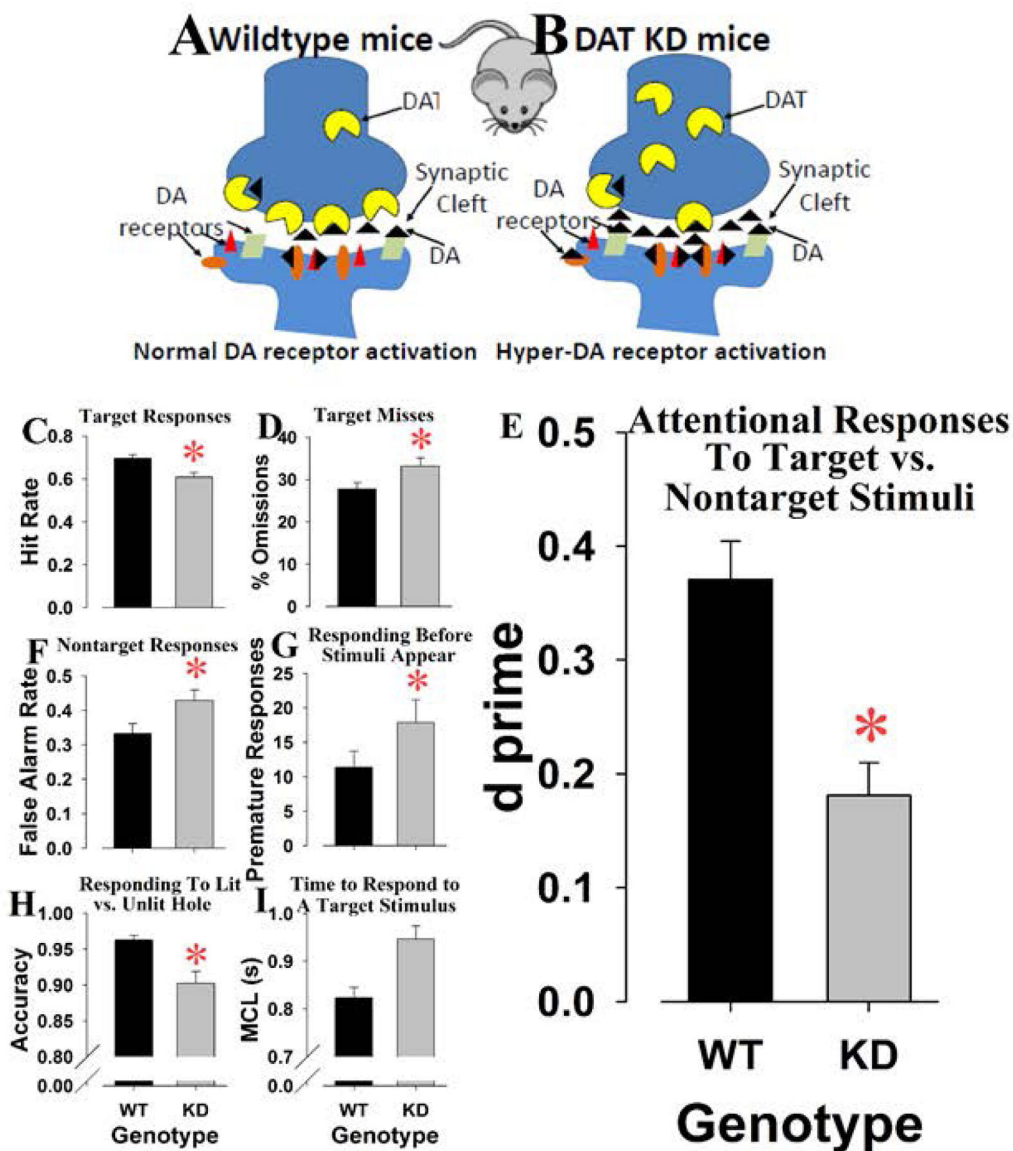 A Wildtype mice
B DAT KD mice
DAT
DAT
Synaptic
Cleft
DA
receptors
DA
Synaptic
Cleft
DA
receptors
DA
Normal DA receptor activation
Hyper-DA receptor activation
C Target Responses
Hit Rate
0.8
0.6
0.4
0.2
0.0
*
D Target Misses
% Omissions
40
30
20
10
0
*
E Attentional Responses
To Target vs.
Nontarget Stimuli
d prime
0.5
0.4
0.3
0.2
0.1
0.0
*
WT KD
Genotype
F Nontarget Responses
False Alarm Rate
0.5
0.4
0.3
0.2
0.1
0.0
*
G Responding Before
Stimuli Appear
Premature Responses
25
20
15
10
5
0
*
H Responding To Lit
vs. Unlit Hole
Accuracy
1.00
0.95
0.90
0.85
0.80
0.00
*
WT KD
Genotype
I Time to Respond to
A Target Stimulus
MCL (s)
1.0
0.9
0.8
0.7
0.0
WT KD
Genotype